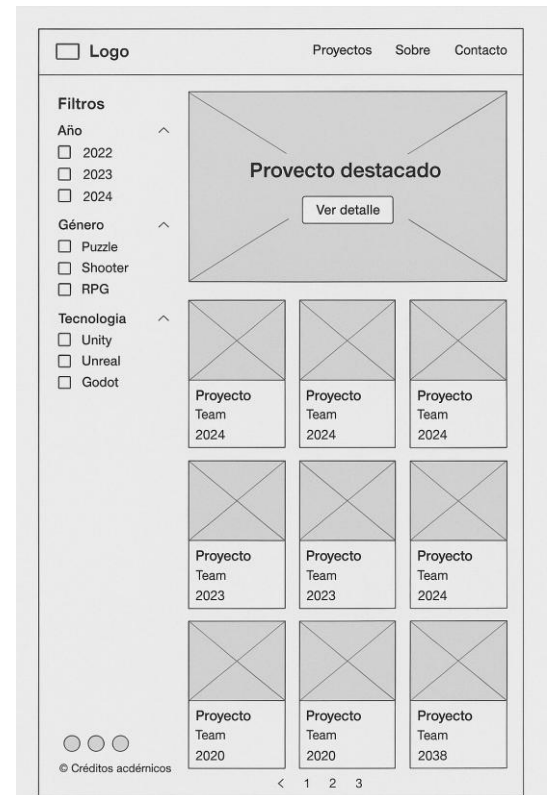 Logo
Proyectos Sobre Contacto
Filtros
Año
2022
2023
2024
Género
Puzzle
Shooter
RPG
Tecnologia
Unity
Unreal
Godot
Provecto destacado
Ver detalle
Proyecto
Team
2024
Proyecto
Team
2024
Proyecto
Team
2024
Proyecto
Team
2023
Proyecto
Team
2023
Proyecto
Team
2024
Proyecto
Team
2020
Proyecto
Team
2020
Proyecto
Team
2038
© Créditos acdérnicos
< 1 2 3